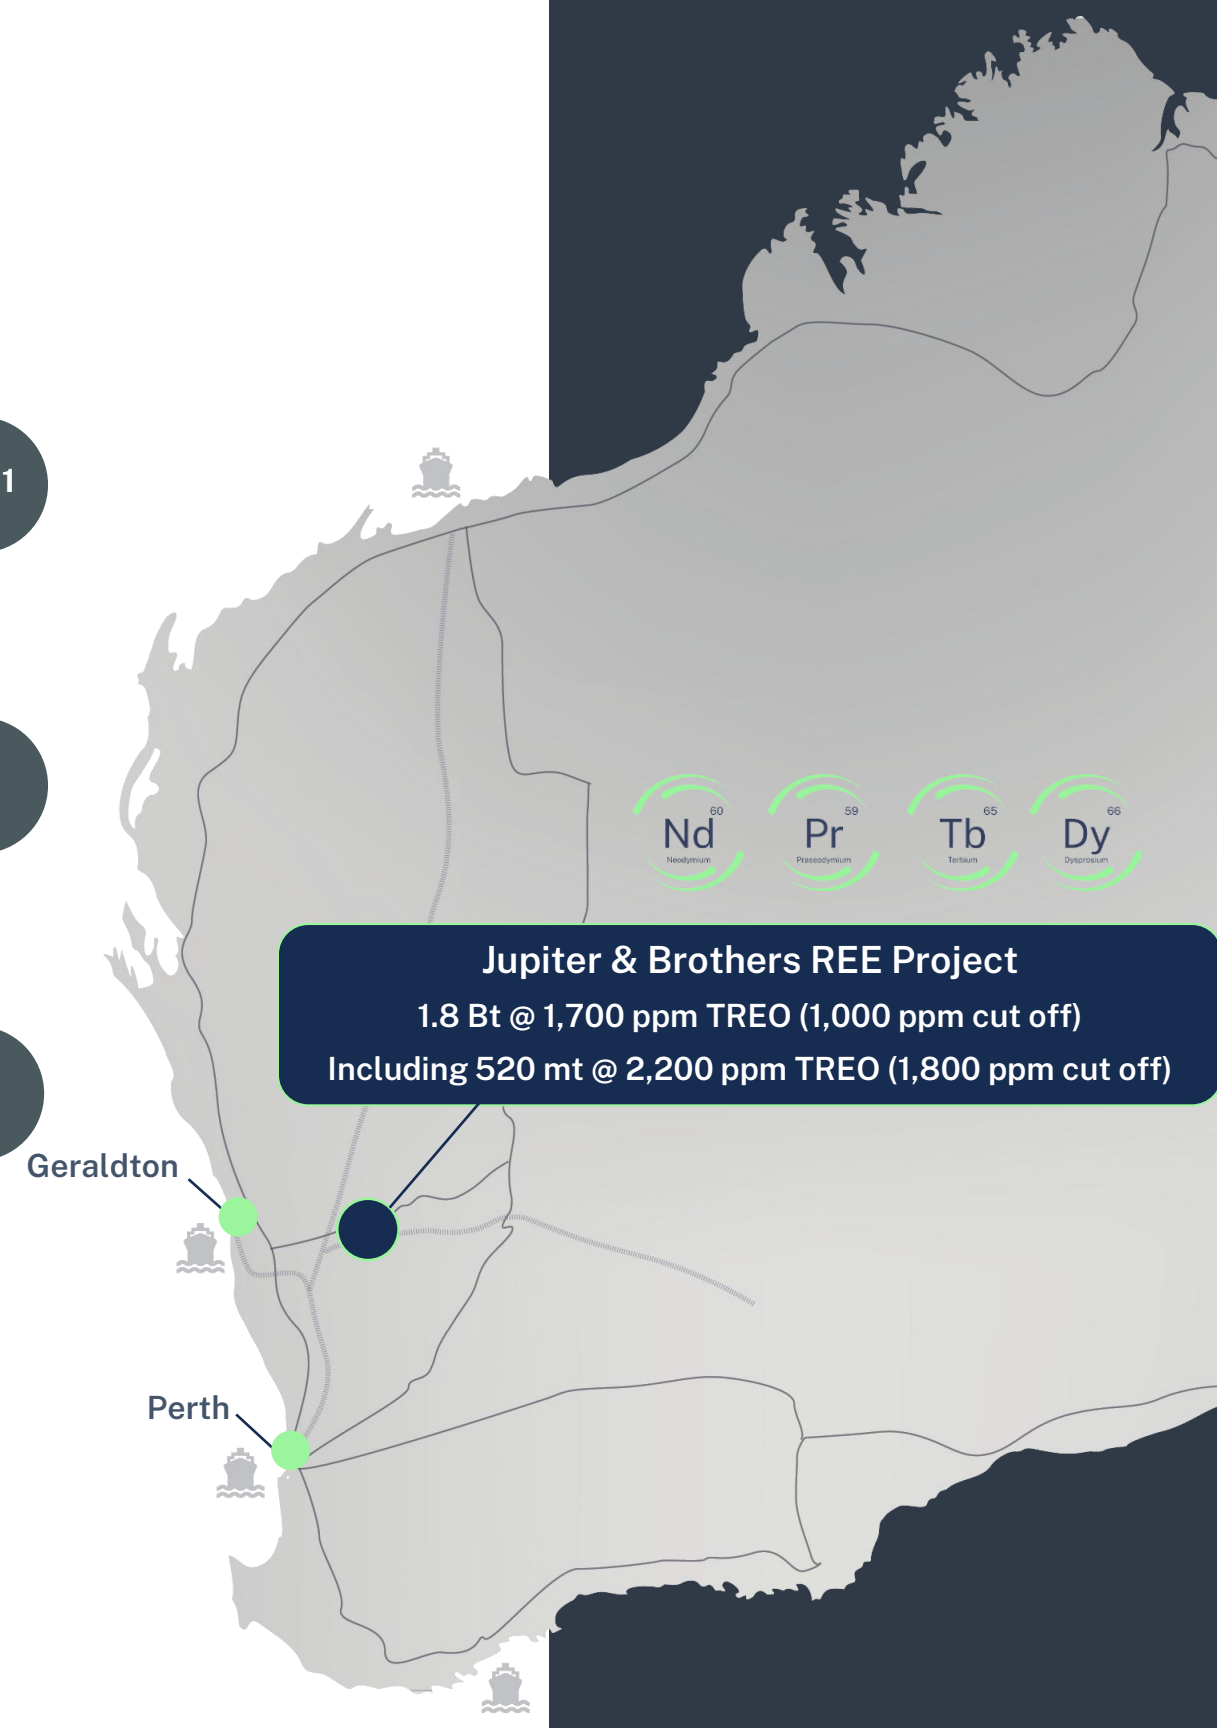 1
60
Nd
Neodymium
59
Pr
Praseodymium
65
Tb
Terbium
66
Dy
Dysprosium
Jupiter & Brothers REE Project
1.8 Bt @ 1,700 ppm TREO (1,000 ppm cut off)
Including 520 mt @ 2,200 ppm TREO (1,800 ppm cut off)
Geraldton
Perth